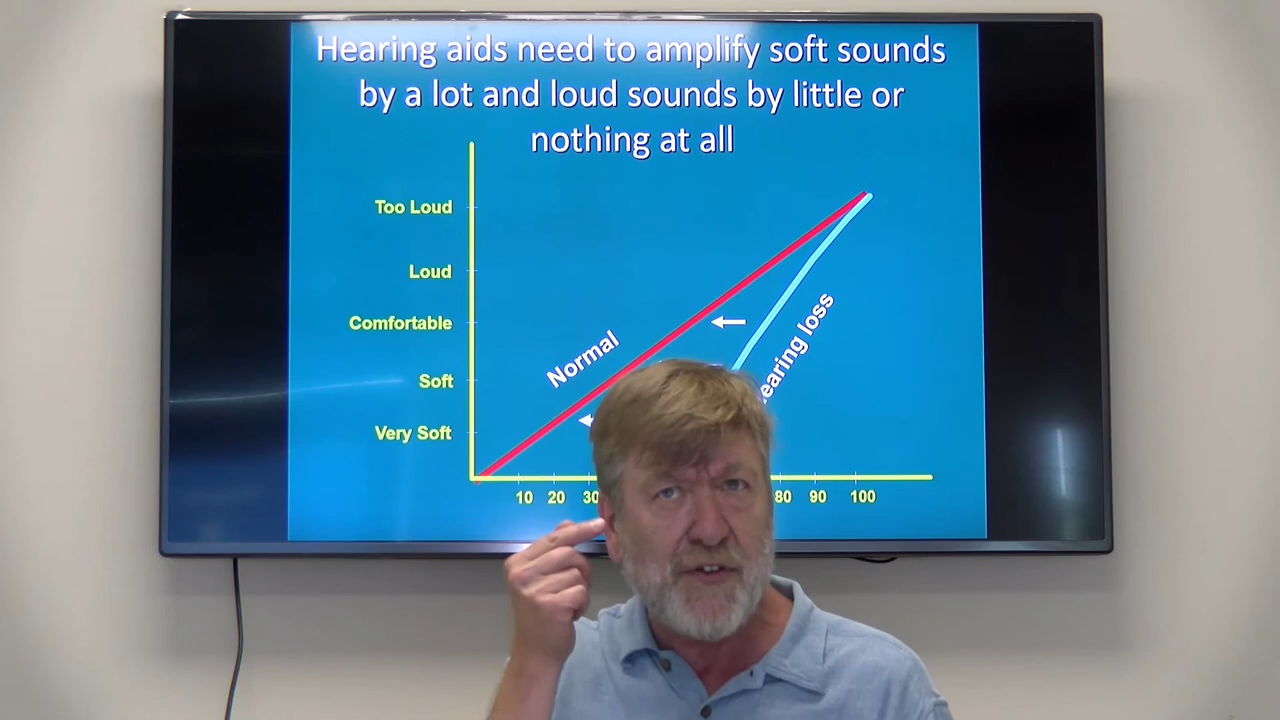 Hearing aids need to amplify soft sounds
by a lot and loud sounds by little or
nothing at all
Too Loud
Loud
Comfortable
Soft
Very Soft
Normal
10 20 30 80 90 100